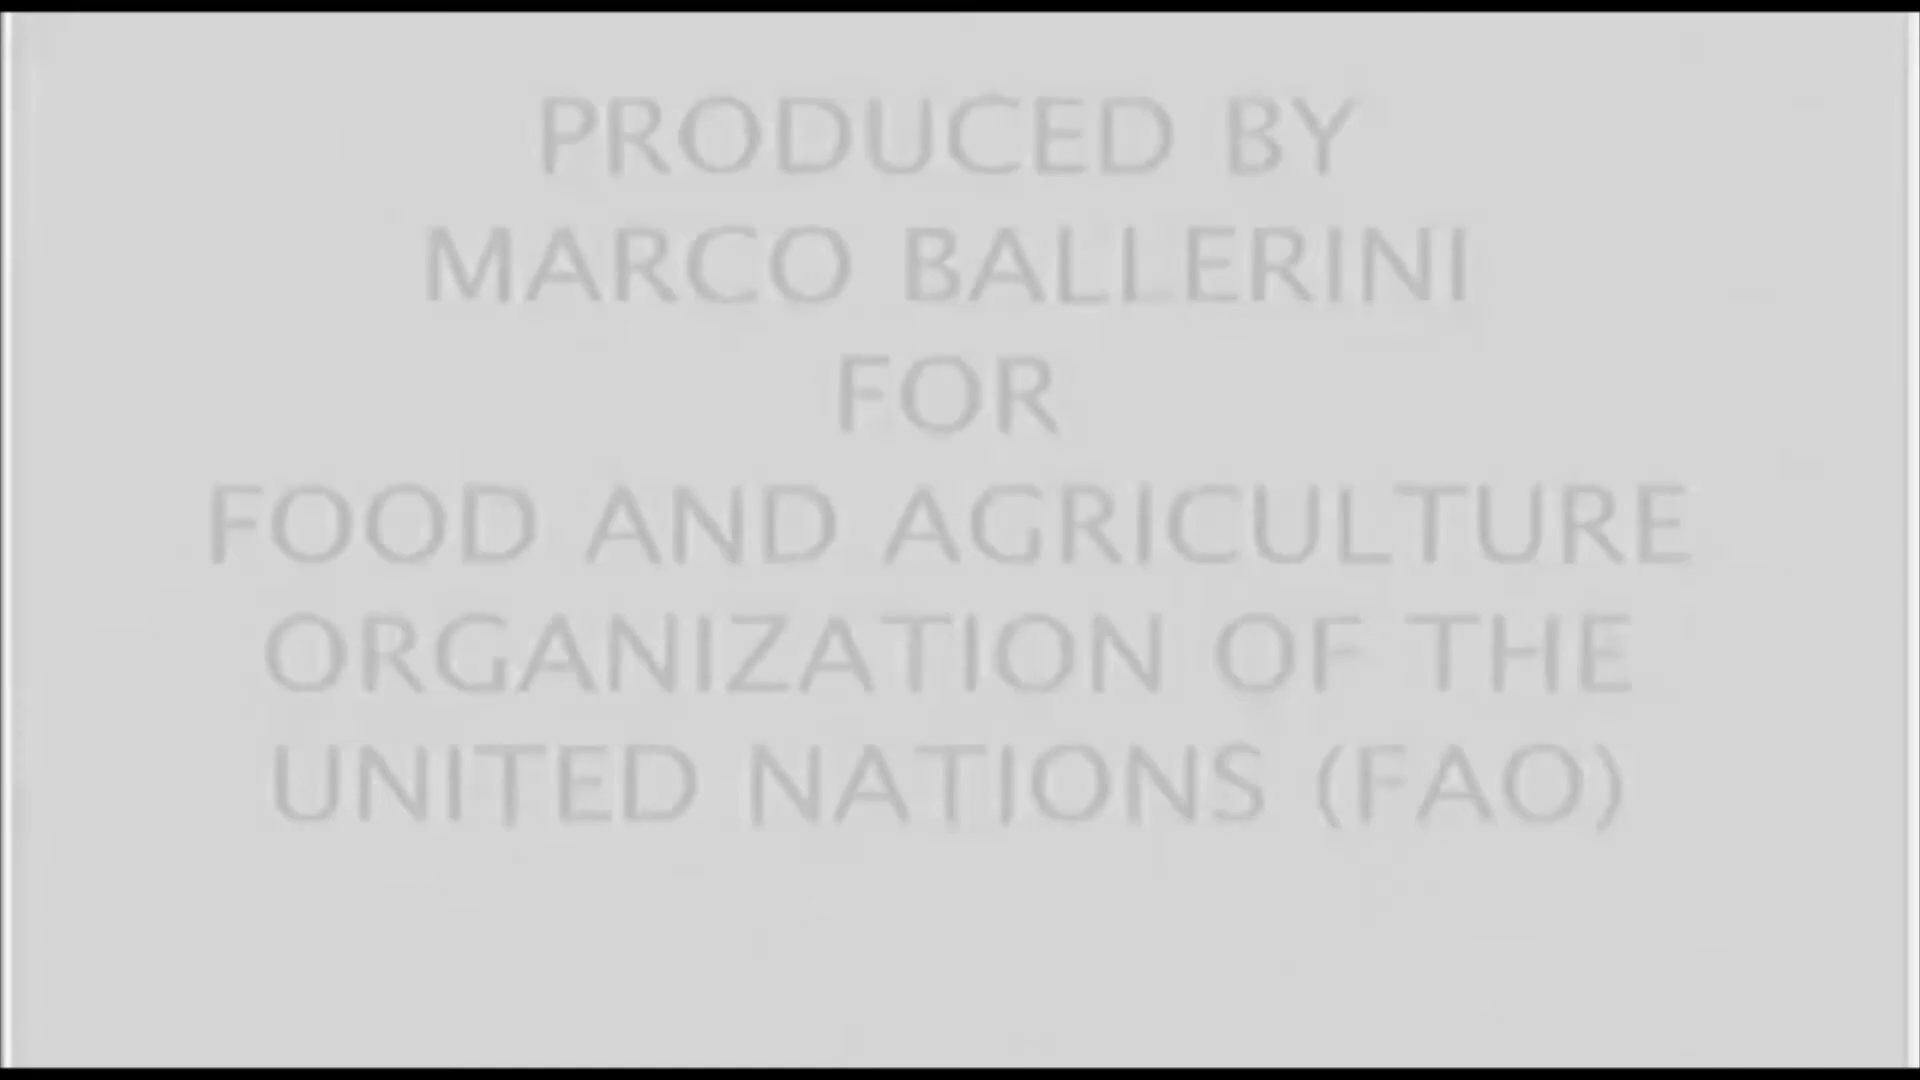 PRODUCED BY
MARCO BALLERINI
FOR
FOOD AND AGRICULTURE
ORGANIZATION OF THE
UNITED NATIONS (FAO)